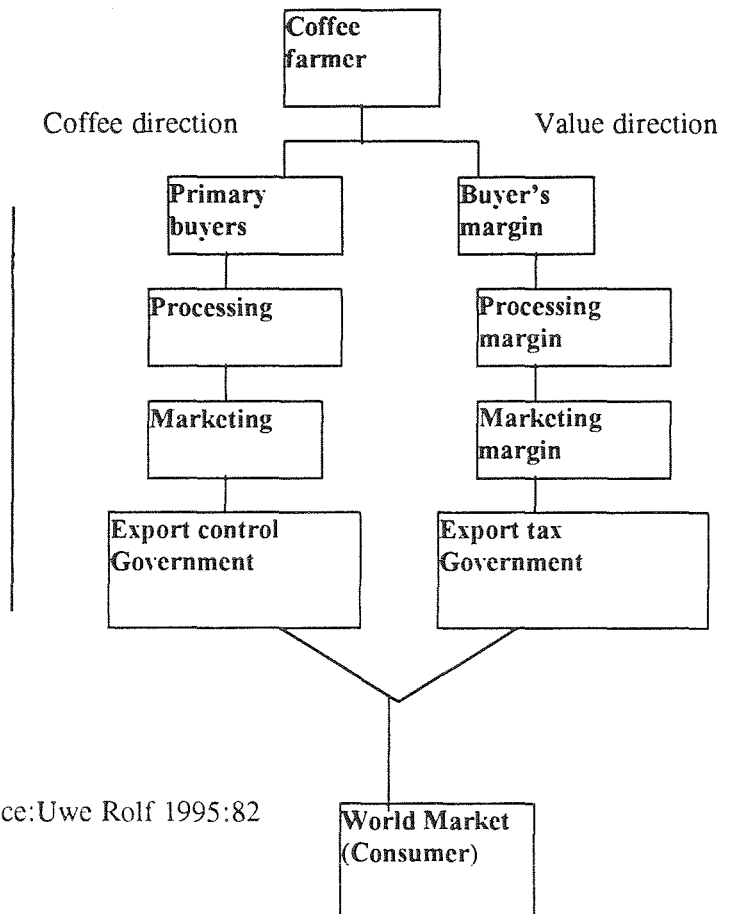 Coffee
farmer
Coffee direction
Value direction
Primary
buyers
Buyer's
margin
Processing
Processing
margin
Marketing
Marketing
margin
Export control
Government
Export tax
Government
ce:Uwe Rolf 1995:82
World Market
(Consumer)